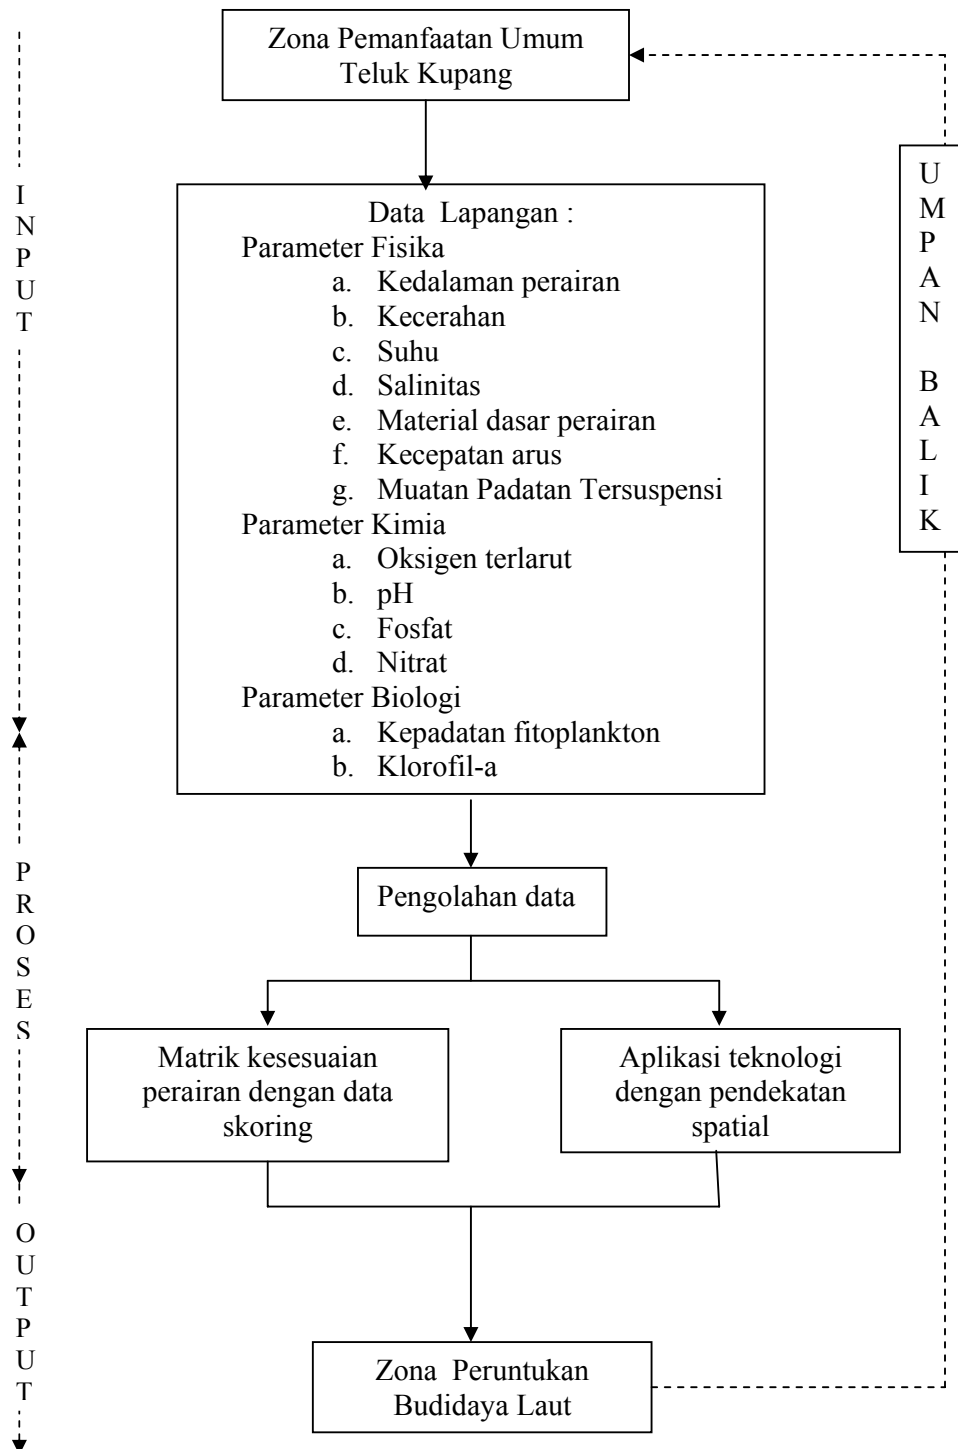 Zona Pemanfaatan Umum
Teluk Kupang
I
N
P
U
T
U
M
P
A
N
B
A
L
I
K
Data Lapangan :
Parameter Fisika
a. Kedalaman perairan
b. Kecerahan
c. Suhu
d. Salinitas
e. Material dasar perairan
f. Kecepatan arus
g. Muatan Padatan Tersuspensi
Parameter Kimia
a. Oksigen terlarut
b. pH
c. Fosfat
d. Nitrat
Parameter Biologi
a. Kepadatan fitoplankton
b. Klorofil-a
P
R
O
S
E
S
Pengolahan data
Matrik kesesuaian
perairan dengan data
skoring
Aplikasi teknologi
dengan pendekatan
spatial
O
U
T
P
U
T
Zona Peruntukan
Budidaya Laut